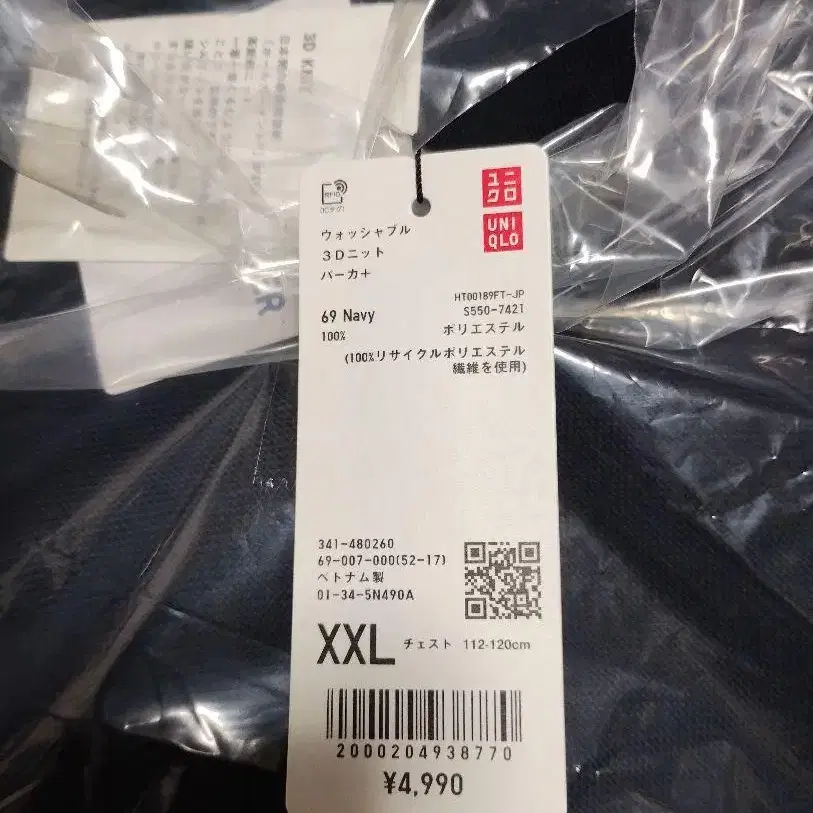 3D KNIT
RFID
ユニ
クロ
UNI
QLO
ウォッシャブル
3Dニット
パーカ+
HT00189FT-JP
69 Navy
S550-7421
100%
ポリエステル
(100%リサイクルポリエステル
繊維を使用)
341-480260
69-007-000(52-17)
ベトナム製
01-34-5N490A
XXL チェスト 112-120cm
2000204938770
¥4,990